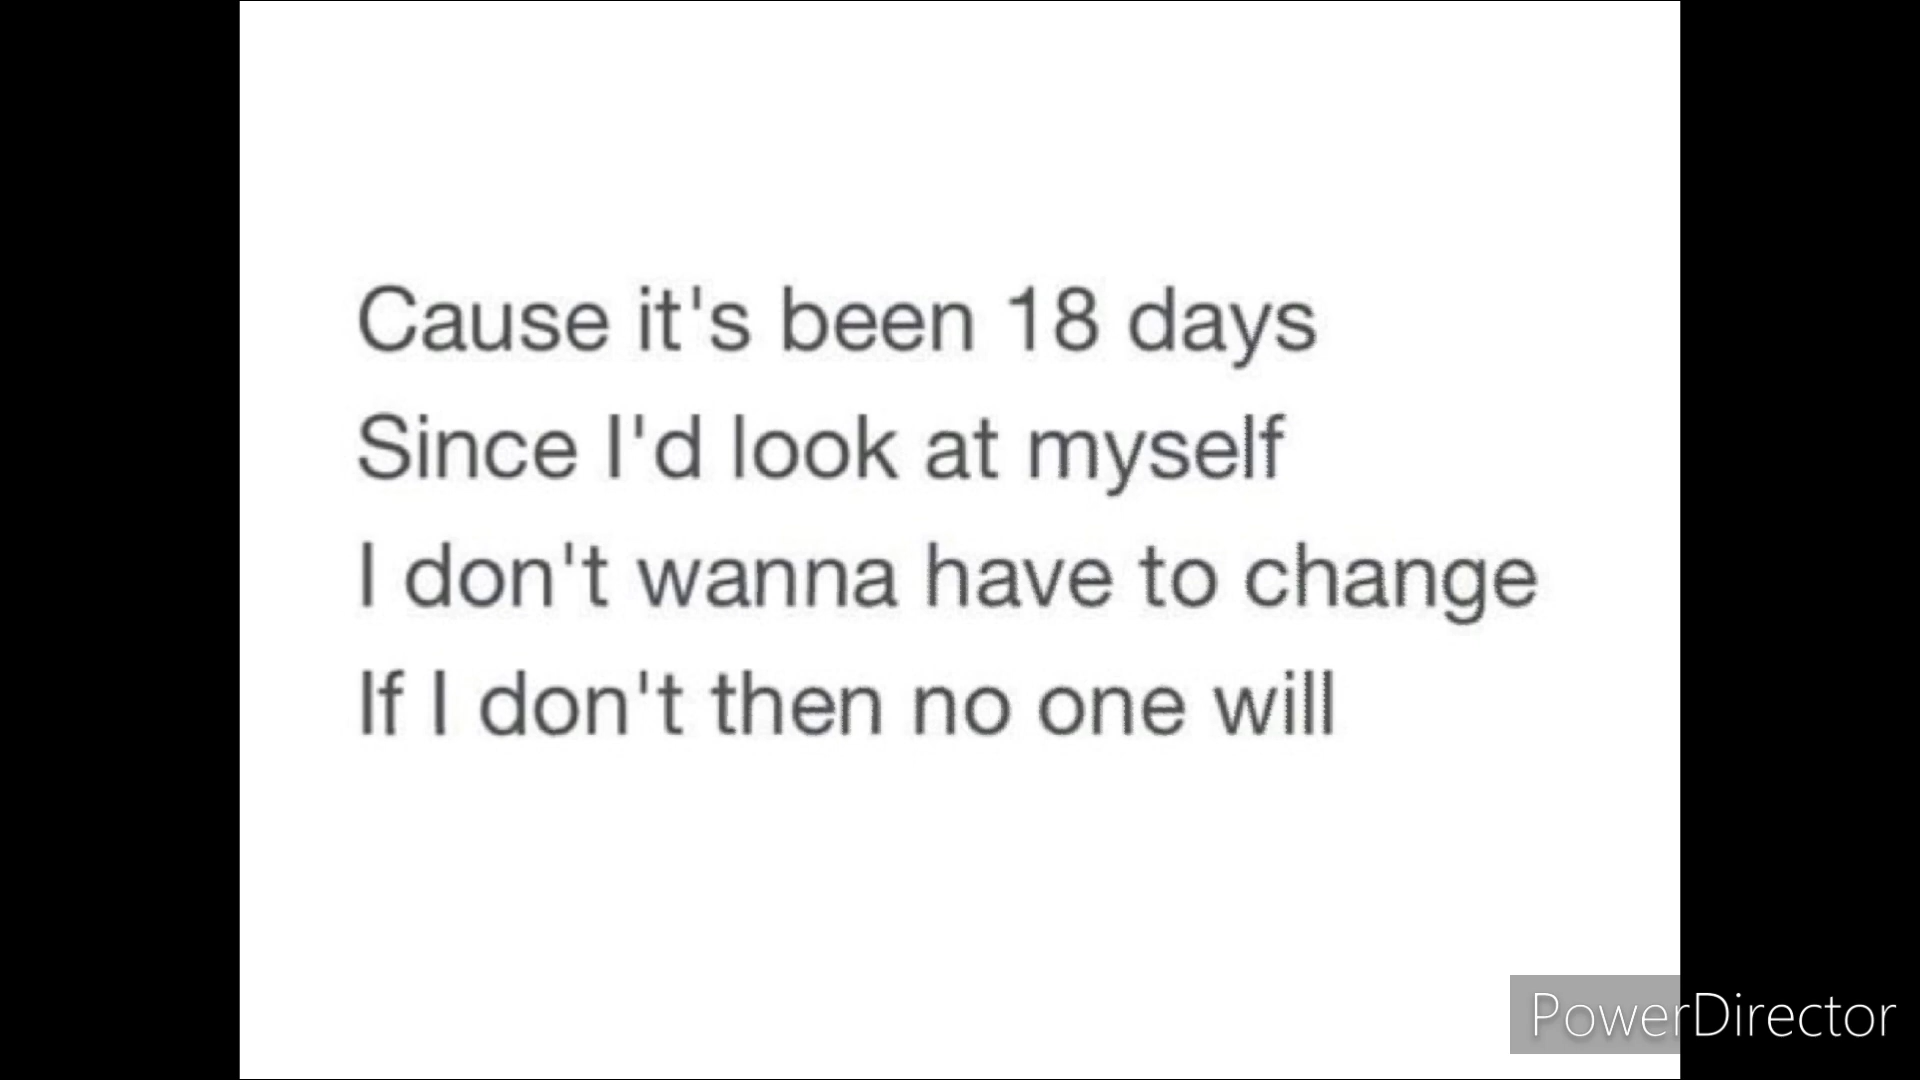 Cause it's been 18 days
Since I'd look at myself
I don't wanna have to change
If I don't then no one will
PowerDirector